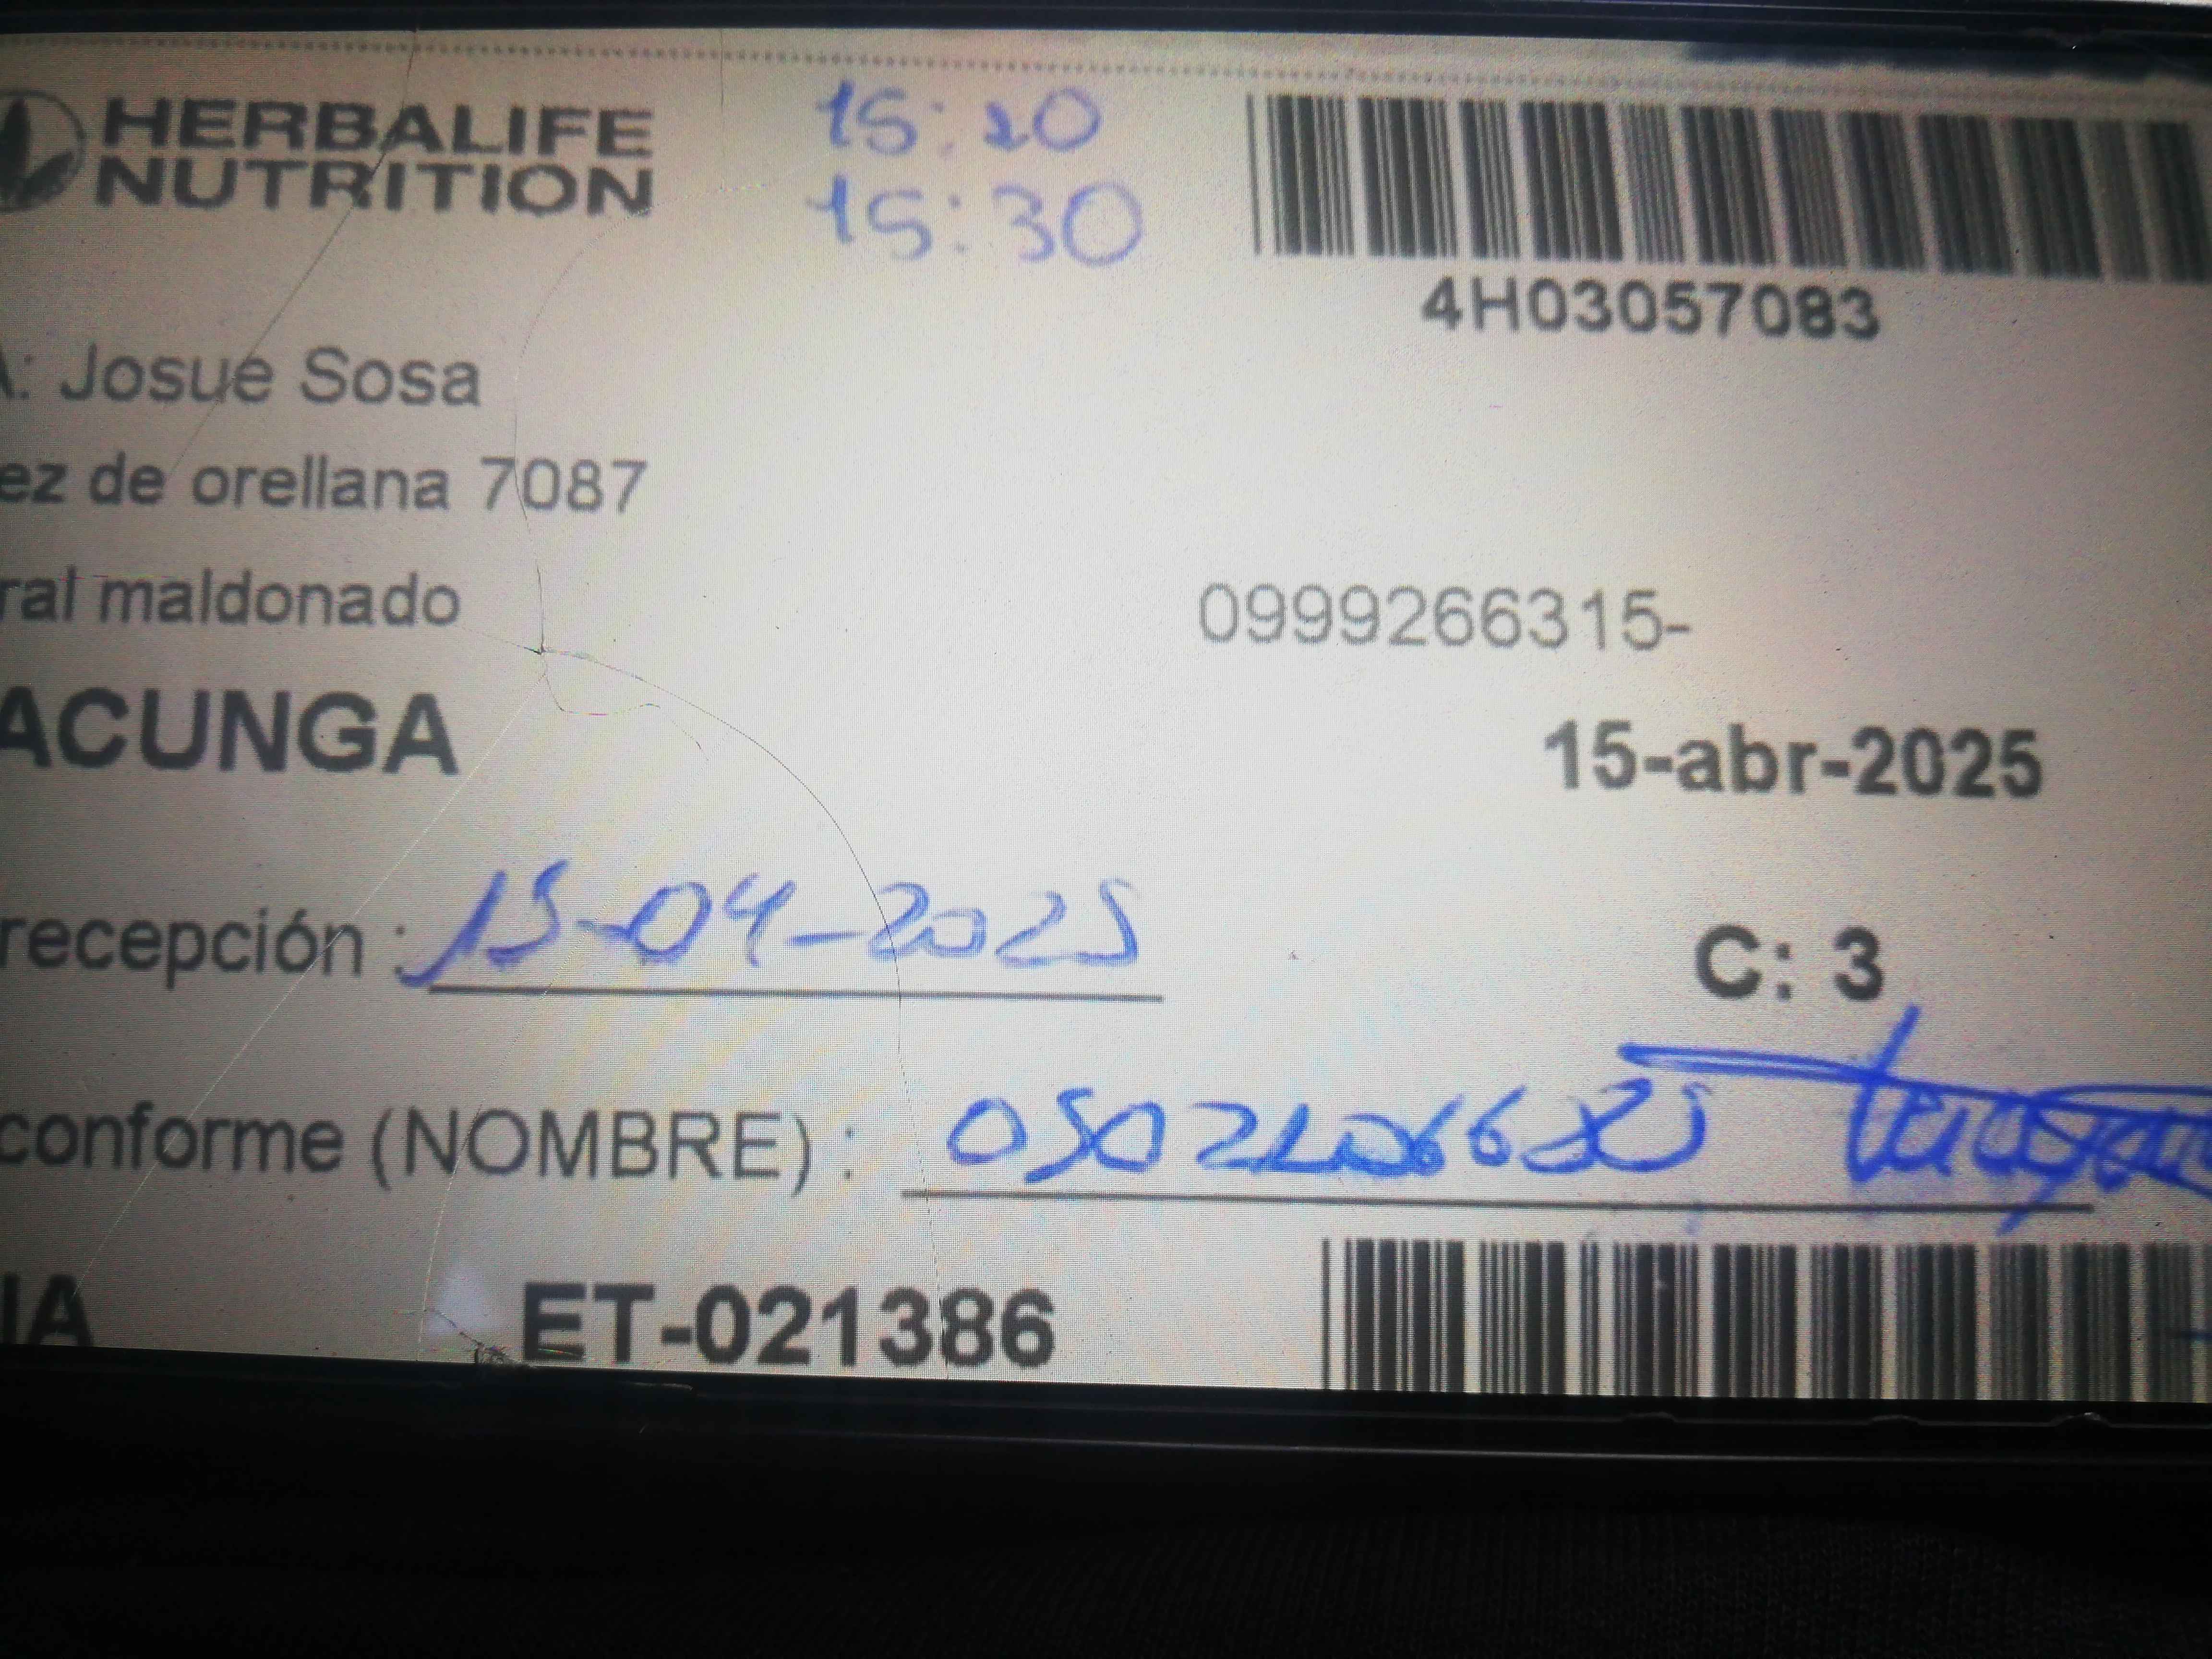 HERBALIFE
NUTRITION
15:20
15:30
4H03057083
A: Josue Sosa
ez de orellana 7087
ral maldonado
0999266315-
ACUNGA
15-abr-2025
recepción : 15-04-2025
C: 3
conforme (NOMBRE) :
IA
ET-021386